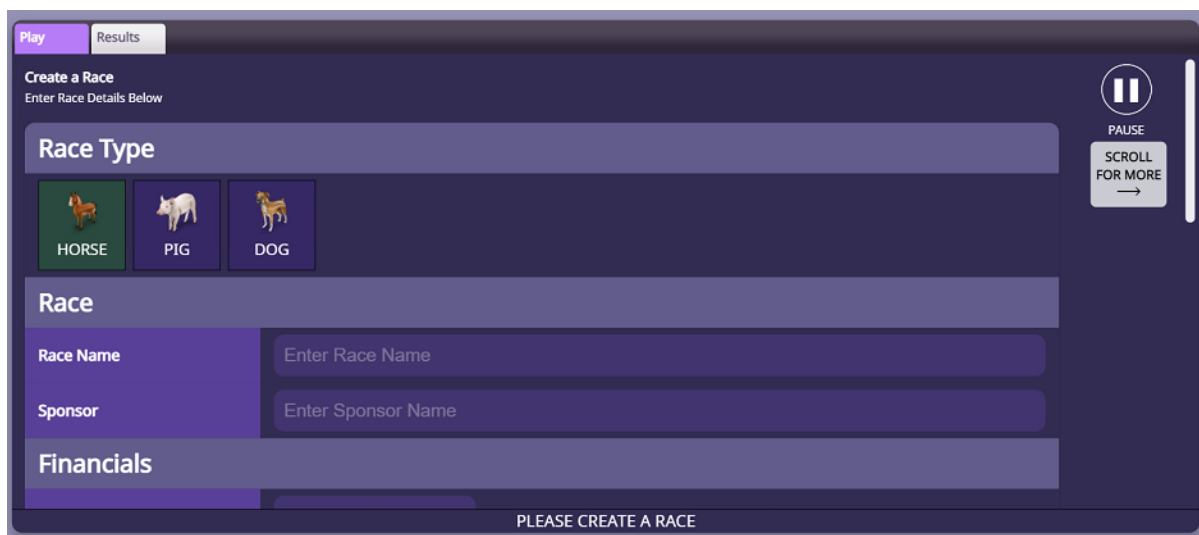 Play
Results
Create a Race
Enter Race Details Below
PAUSE
SCROLL
FOR MORE
Race Type
HORSE
PIG
DOG
Race
Race Name
Enter Race Name
Sponsor
Enter Sponsor Name
Financials
PLEASE CREATE A RACE